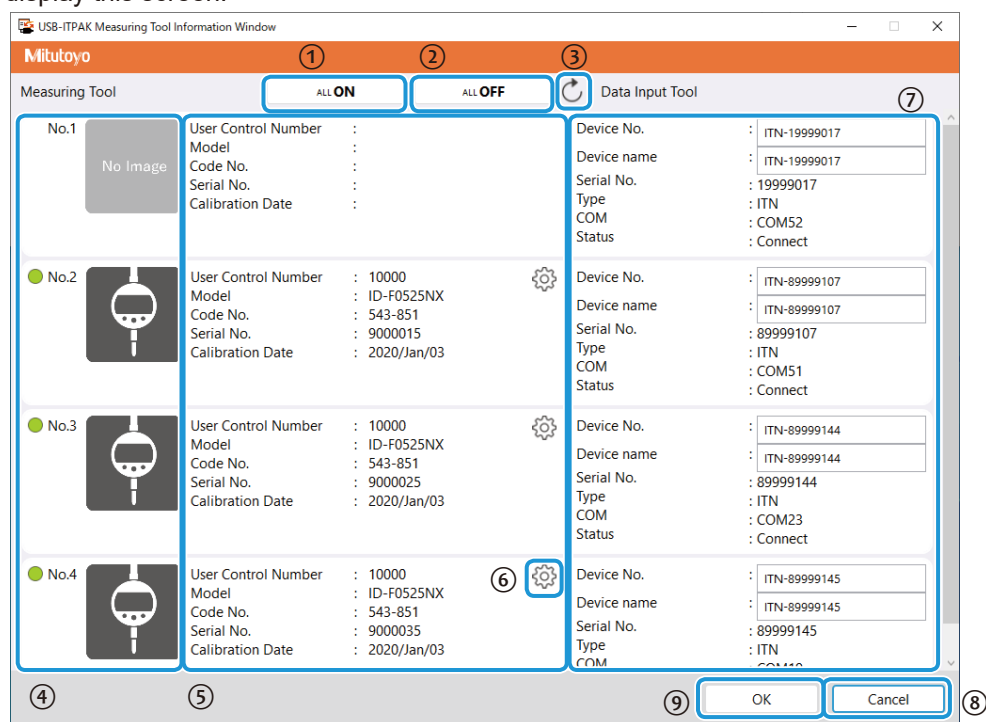 display this screen.
USB-ITPAK Measuring Tool Information Window
Mitutoyo
① ② ③
Measuring Tool ALL ON ALL OFF Data Input Tool ⑦
No.1
No Image
User Control Number :
Model :
Code No. :
Serial No. :
Calibration Date :
Device No. : ITN-19999017
Device name : ITN-19999017
Serial No. : 19999017
Type : ITN
COM : COM52
Status : Connect
No.2
User Control Number : 10000
Model : ID-F0525NX
Code No. : 543-851
Serial No. : 9000015
Calibration Date : 2020/Jan/03
Device No. : ITN-89999107
Device name : ITN-89999107
Serial No. : 89999107
Type : ITN
COM : COM51
Status : Connect
No.3
User Control Number : 10000
Model : ID-F0525NX
Code No. : 543-851
Serial No. : 9000025
Calibration Date : 2020/Jan/03
Device No. : ITN-89999144
Device name : ITN-89999144
Serial No. : 89999144
Type : ITN
COM : COM23
Status : Connect
No.4
User Control Number : 10000
Model : ID-F0525NX
Code No. : 543-851
Serial No. : 9000035
Calibration Date : 2020/Jan/03
⑥
Device No. : ITN-89999145
Device name : ITN-89999145
Serial No. : 89999145
Type : ITN
COM
④ ⑤ ⑨ OK Cancel ⑧